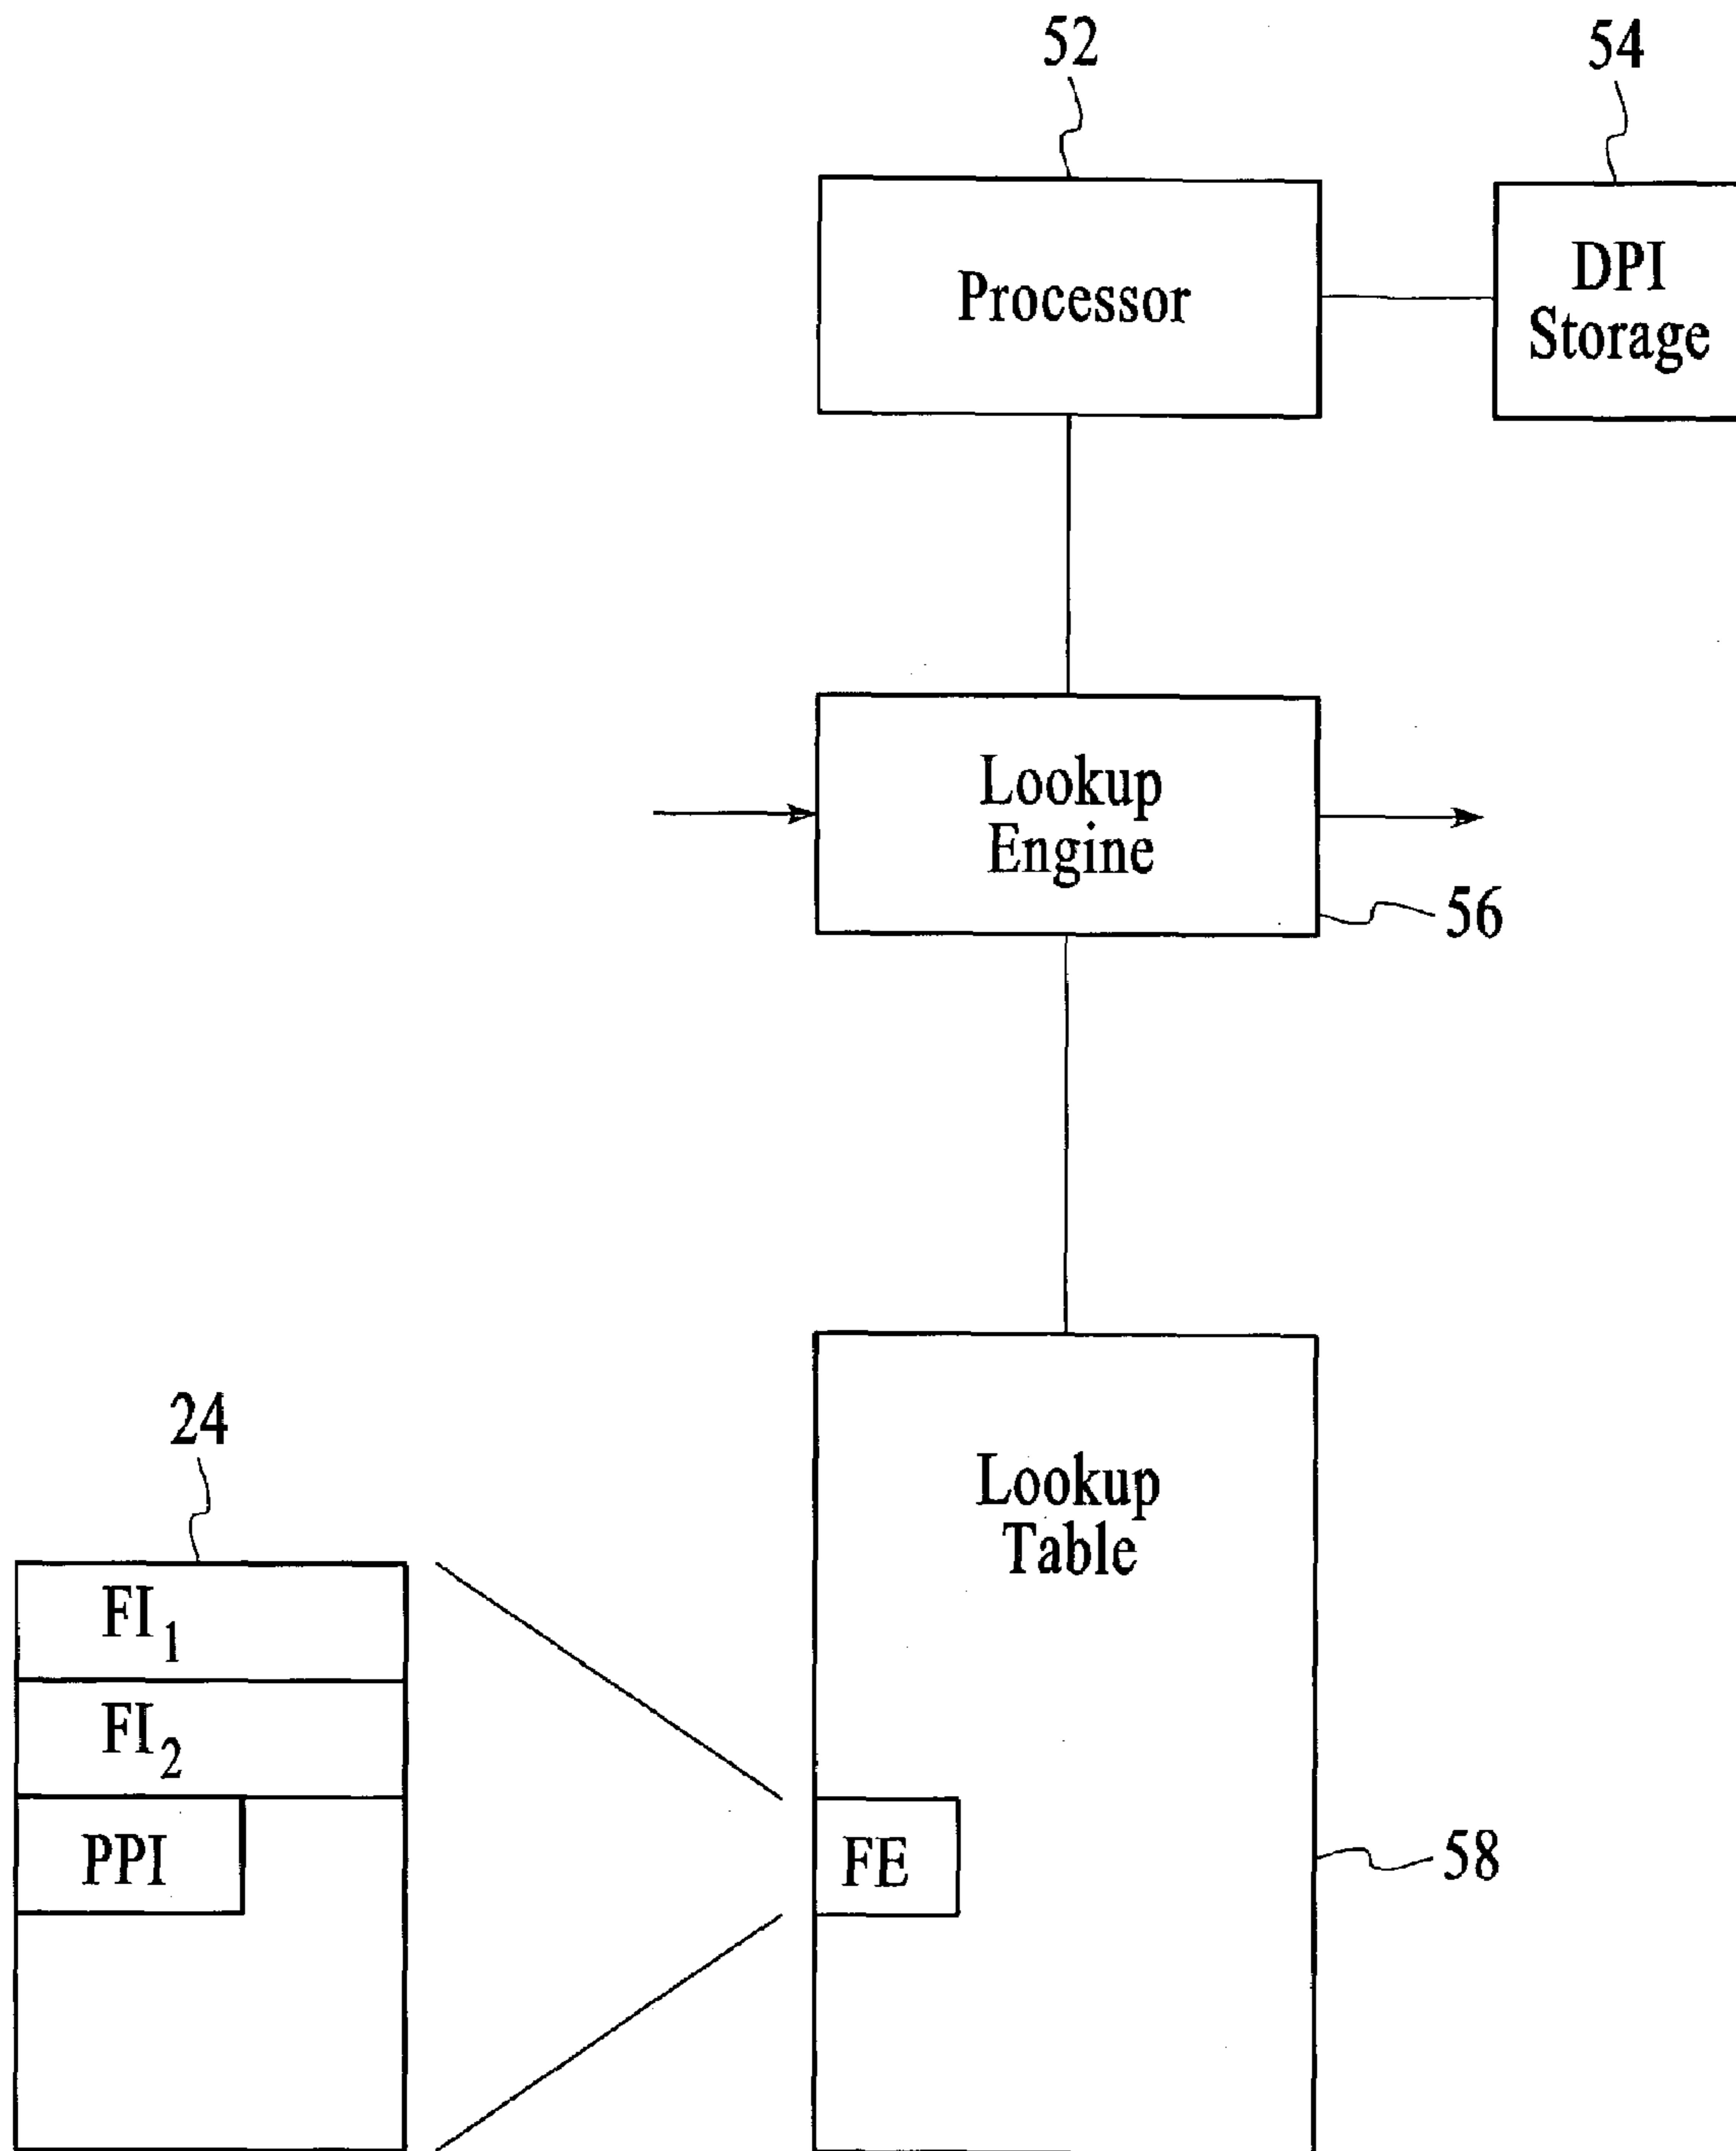 52
54
Processor
DPI
Storage
Lookup
Engine
56
24
Lookup
Table
FI1
FI2
PPI
FE
58